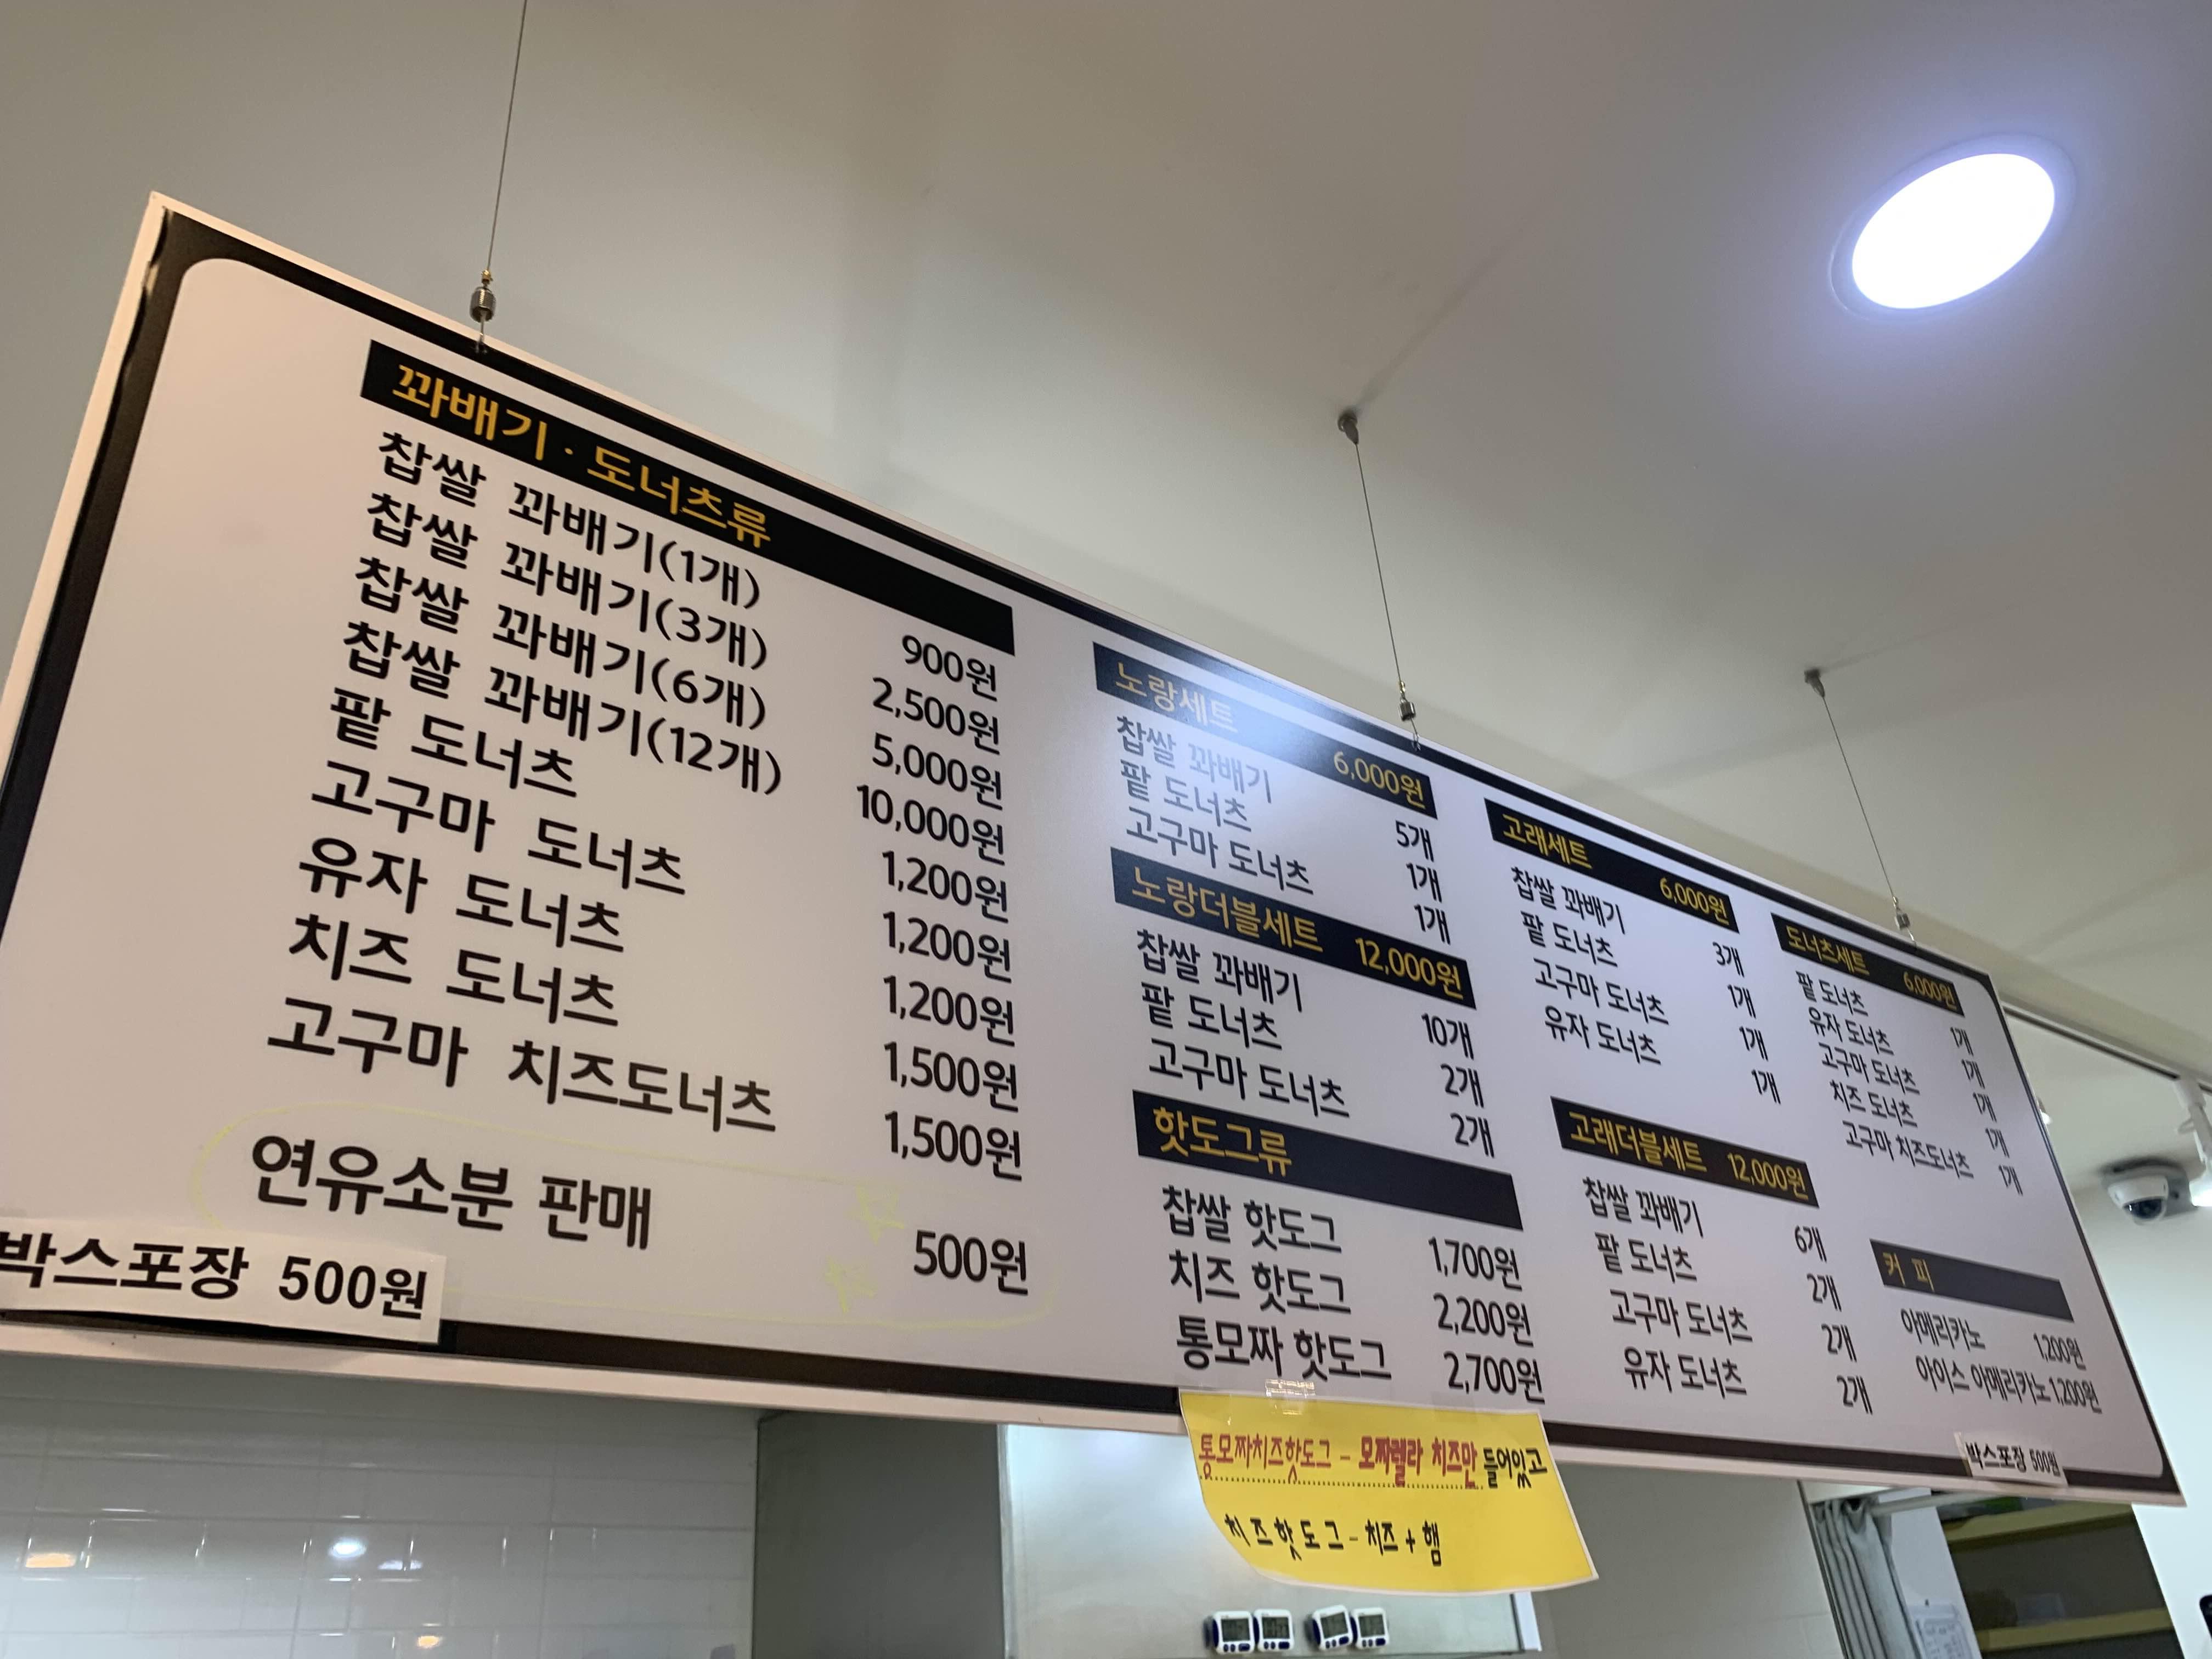 꽈배기 · 도너츠류
찹쌀 꽈배기(1개) 900원
찹쌀 꽈배기(3개) 2,500원
찹쌀 꽈배기(6개) 5,000원
찹쌀 꽈배기(12개) 10,000원
팥 도너츠 1,200원
고구마 도너츠 1,200원
유자 도너츠 1,200원
치즈 도너츠 1,500원
고구마 치즈도너츠 1,500원
연유소분 판매 500원
박스포장 500원
노랑세트 6,000원
찹쌀 꽈배기 5개
팥 도너츠 1개
고구마 도너츠 1개
노랑더블세트 12,000원
찹쌀 꽈배기 10개
팥 도너츠 2개
고구마 도너츠 2개
핫도그류
찹쌀 핫도그 1,700원
치즈 핫도그 2,200원
통모짜 핫도그 2,700원
통모짜치즈핫도그 - 모짜렐라 치즈만 들어있고
치즈핫도그 - 치즈 + 햄
고래세트 6,000원
찹쌀 꽈배기 3개
팥 도너츠 1개
고구마 도너츠 1개
유자 도너츠 1개
고래더블세트 12,000원
찹쌀 꽈배기 6개
팥 도너츠 2개
고구마 도너츠 2개
유자 도너츠 2개
도너츠세트 6,000원
팥 도너츠 1개
유자 도너츠 1개
고구마 도너츠 1개
치즈 도너츠 1개
고구마 치즈도너츠 1개
커 피
아메리카노 1,200원
아이스 아메리카노 1,200원
박스포장 500원